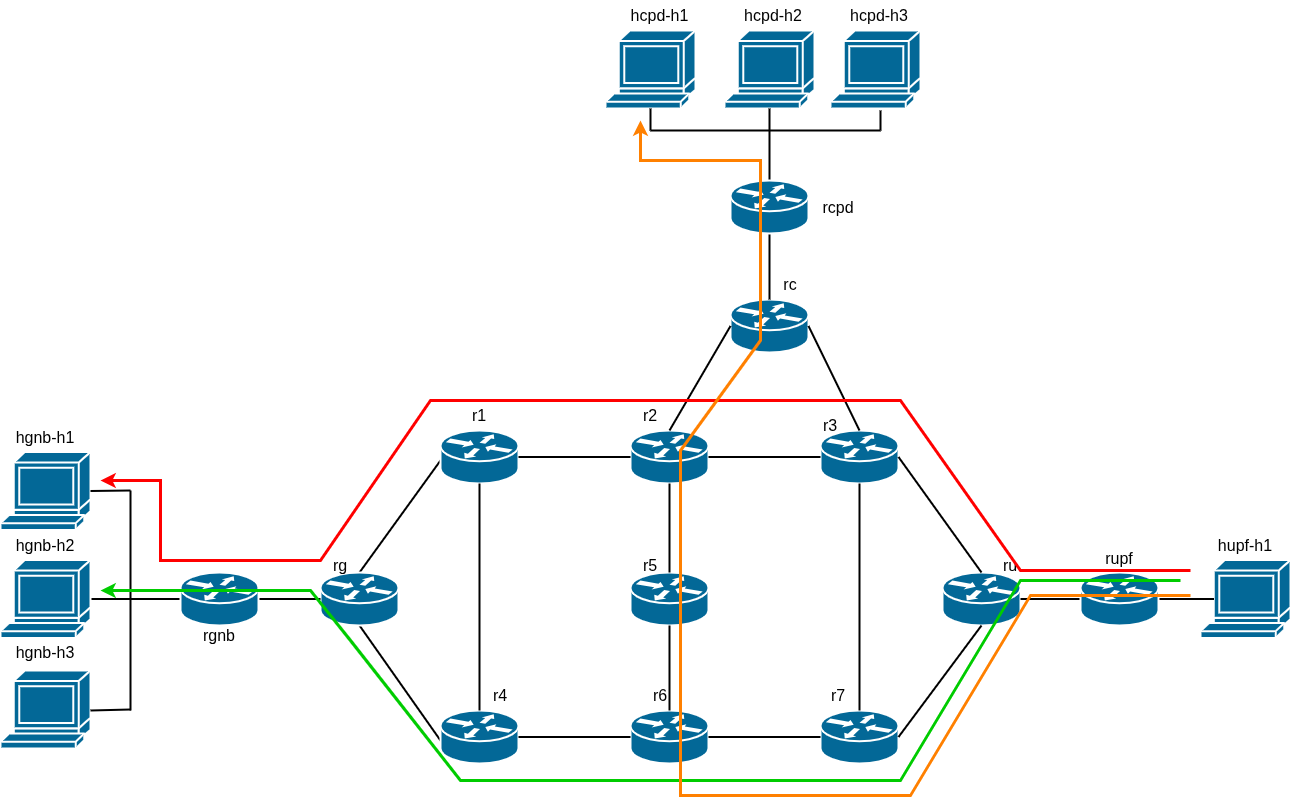 hcpd-h1
hcpd-h2
hcpd-h3
rcpd
rc
r1
r2
r3
hgnb-h1
hgnb-h2
hgnb-h3
rgnb
rg
r5
ru
rupf
hupf-h1
r4
r6
r7